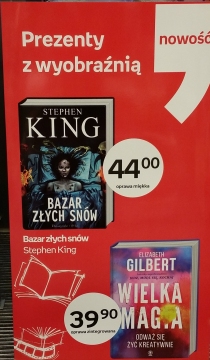 Prezenty
z wyobraźnią
nowość
STEPHEN
KING
BAZAR
ZŁYCH SNÓW
44 00
oprawa miękka
Bazar złych snów
Stephen King
ELIZABETH
GILBERT
WIELKA
MAGIA
ODWAŻ SIĘ
ŻYĆ KREATYWNIE
39 90
oprawa zintegrowana